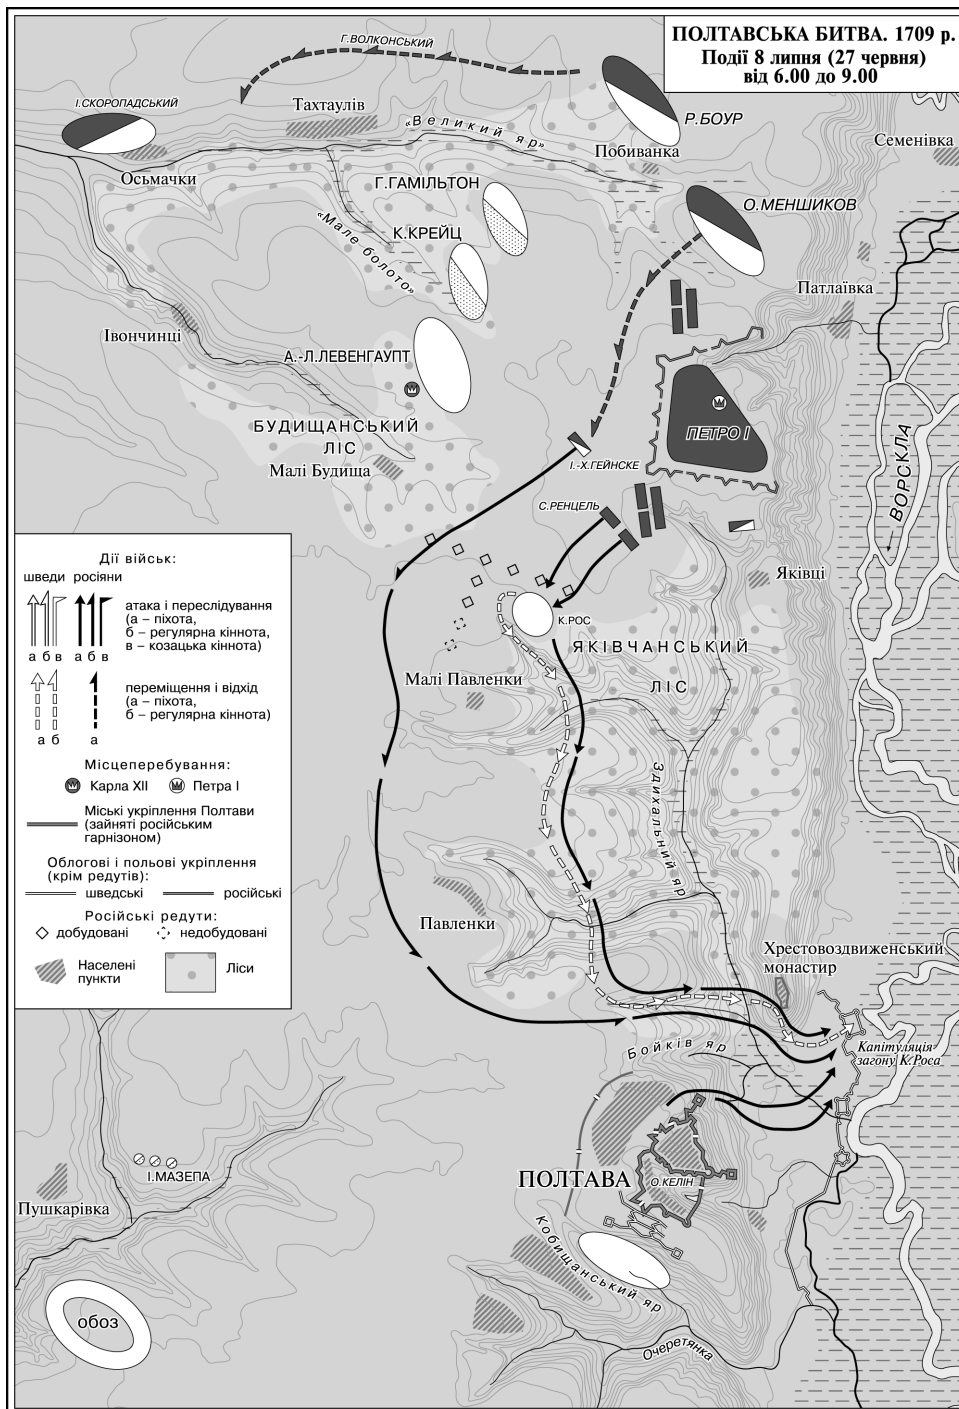 ПОЛТАВСЬКА БИТВА. 1709 р.
Події 8 липня (27 червня)
від 6.00 до 9.00
Г.ВОЛКОНСЬКИЙ
І.СКОРОПАДСЬКИЙ
Тахтаулів
«Великий яр»
Р.БОУР
Семенівка
Побиванка
Осьмачки
Г.ГАМІЛЬТОН
О.МЕНШИКОВ
К.КРЕЙЦ
«Мале болото»
Патлаївка
Івончинці
А.-Л.ЛЕВЕНГАУПТ
БУДИЩАНСЬКИЙ
ЛІС
ПЕТРО І
ВОРСКЛА
Малі Будища
І.-Х.ГЕЙНСКЕ
С.РЕНЦЕЛЬ
Яківці
К.РОС
ЯКІВЧАНСЬКИЙ
ЛІС
Малі Павленки
Здихальний яр
Дії військ:
шведи росіяни
атака і переслідування
(а – піхота,
б – регулярна кіннота,
в – козацька кіннота)
а б в а б в
переміщення і відхід
(а – піхота,
б – регулярна кіннота)
а б а
Місцеперебування:
Карла XII Петра І
Міські укріплення Полтави
(зайняті російським
гарнізоном)
Облогові і польові укріплення
(крім редутів):
шведські російські
Російські редути:
добудовані недобудовані
Населені
пункти
Ліси
Павленки
Хрестовоздвиженський
монастир
Бойків яр
Капітуляція
загону К.Роса
І.МАЗЕПА
ПОЛТАВА
О.КЕЛІН
Пушкарівка
Кобищанський яр
обоз
Очеретянка